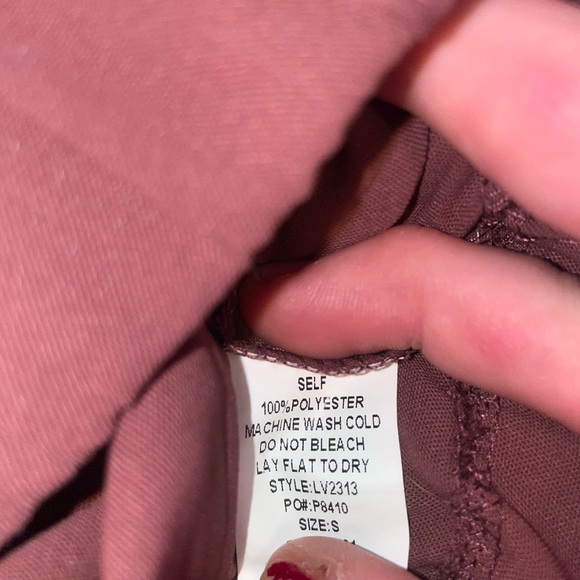 SELF
100%POLYESTER
MACHINE WASH COLD
DO NOT BLEACH
LAY FLAT TO DRY
STYLE:LV2313
PO#:P8410
SIZE:S